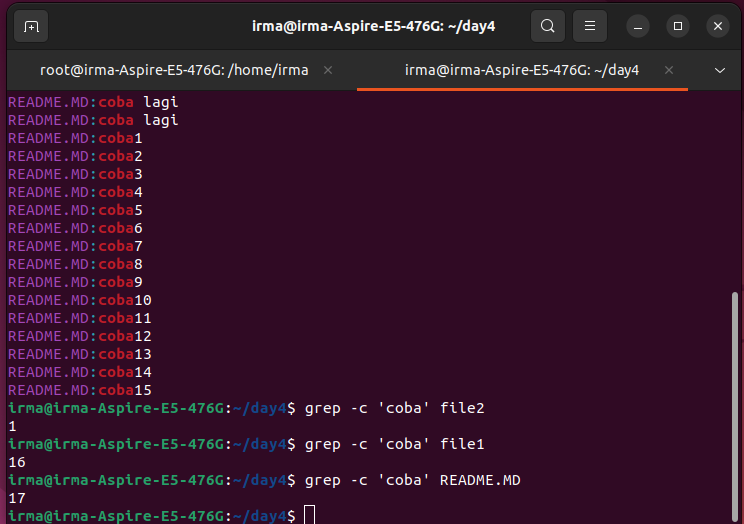 irma@irma-Aspire-E5-476G: ~/day4
root@irma-Aspire-E5-476G: /home/irma
irma@irma-Aspire-E5-476G: ~/day4
README.MD:coba lagi
README.MD:coba lagi
README.MD:coba1
README.MD:coba2
README.MD:coba3
README.MD:coba4
README.MD:coba5
README.MD:coba6
README.MD:coba7
README.MD:coba8
README.MD:coba9
README.MD:coba10
README.MD:coba11
README.MD:coba12
README.MD:coba13
README.MD:coba14
README.MD:coba15
irma@irma-Aspire-E5-476G:~/day4$ grep -c 'coba' file2
1
irma@irma-Aspire-E5-476G:~/day4$ grep -c 'coba' file1
16
irma@irma-Aspire-E5-476G:~/day4$ grep -c 'coba' README.MD
17
irma@irma-Aspire-E5-476G:~/day4$